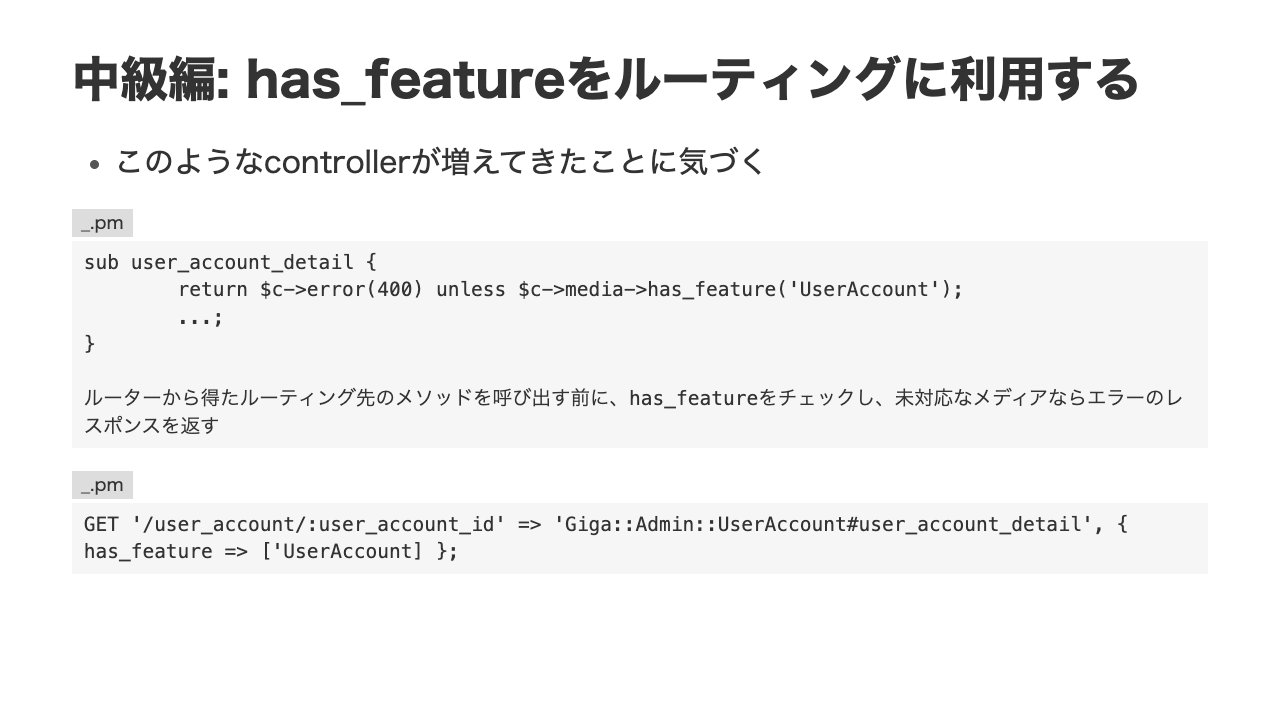 中級編: has_featureをルーティングに利用する
• このようなcontrollerが増えてきたことに気づく
_.pm
sub user_account_detail {
        return $c->error(400) unless $c->media->has_feature('UserAccount');
        ...;
}
ルーターから得たルーティング先のメソッドを呼び出す前に、has_featureをチェックし、未対応なメディアならエラーのレ
スポンスを返す
_.pm
GET '/user_account/:user_account_id' => 'Giga::Admin::UserAccount#user_account_detail', {
has_feature => ['UserAccount] };